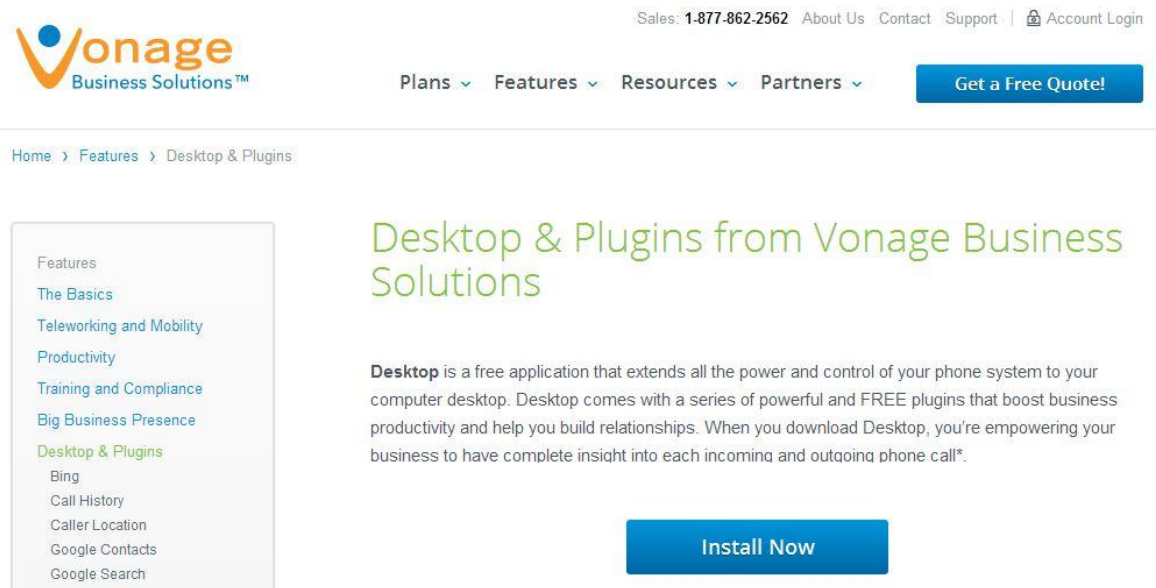 Sales: 1-877-862-2562 About Us Contact Support Account Login
Vonage
Business Solutions™
Plans Features Resources Partners
Get a Free Quote!
Home > Features > Desktop & Plugins
Features
The Basics
Teleworking and Mobility
Productivity
Training and Compliance
Big Business Presence
Desktop & Plugins
Bing
Call History
Caller Location
Google Contacts
Google Search
Desktop & Plugins from Vonage Business
Solutions
Desktop is a free application that extends all the power and control of your phone system to your
computer desktop. Desktop comes with a series of powerful and FREE plugins that boost business
productivity and help you build relationships. When you download Desktop, you're empowering your
business to have complete insight into each incoming and outgoing phone call*.
Install Now